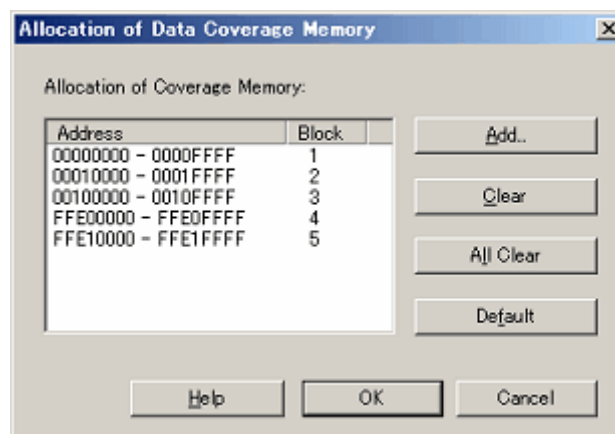 Allocation of Data Coverage Memory
Allocation of Coverage Memory:
Address Block
00000000 - 0000FFFF 1
00010000 - 0001FFFF 2
00100000 - 0010FFFF 3
FFE00000 - FFE0FFFF 4
FFE10000 - FFE1FFFF 5
Add..
Clear
All Clear
Default
Help OK Cancel